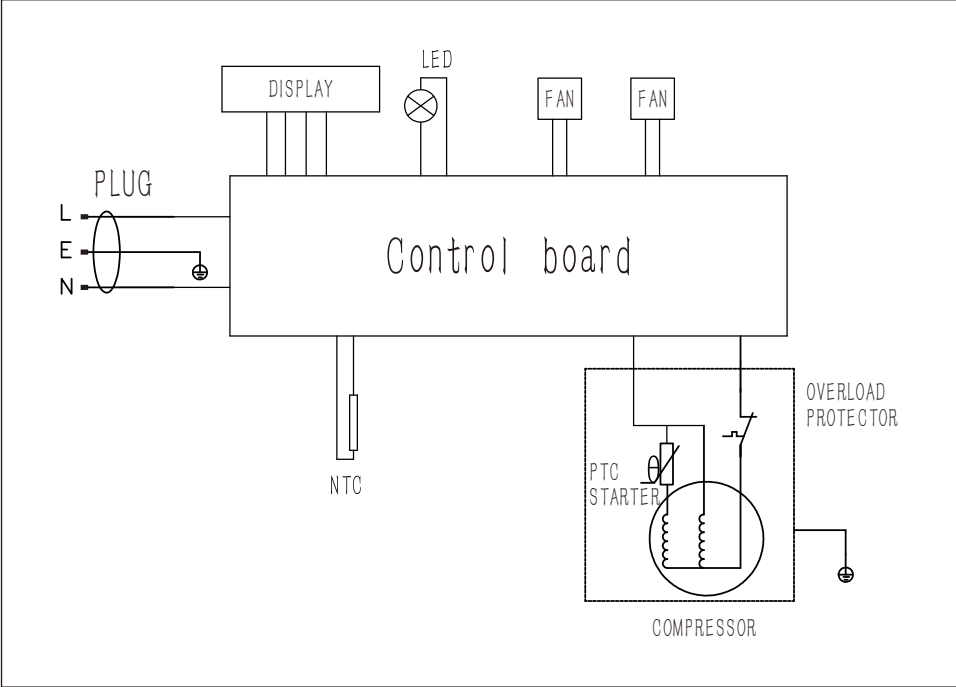 LED
DISPLAY
FAN
FAN
PLUG
L
E
N
Control board
OVERLOAD
PROTECTOR
PTC
STARTER
NTC
COMPRESSOR